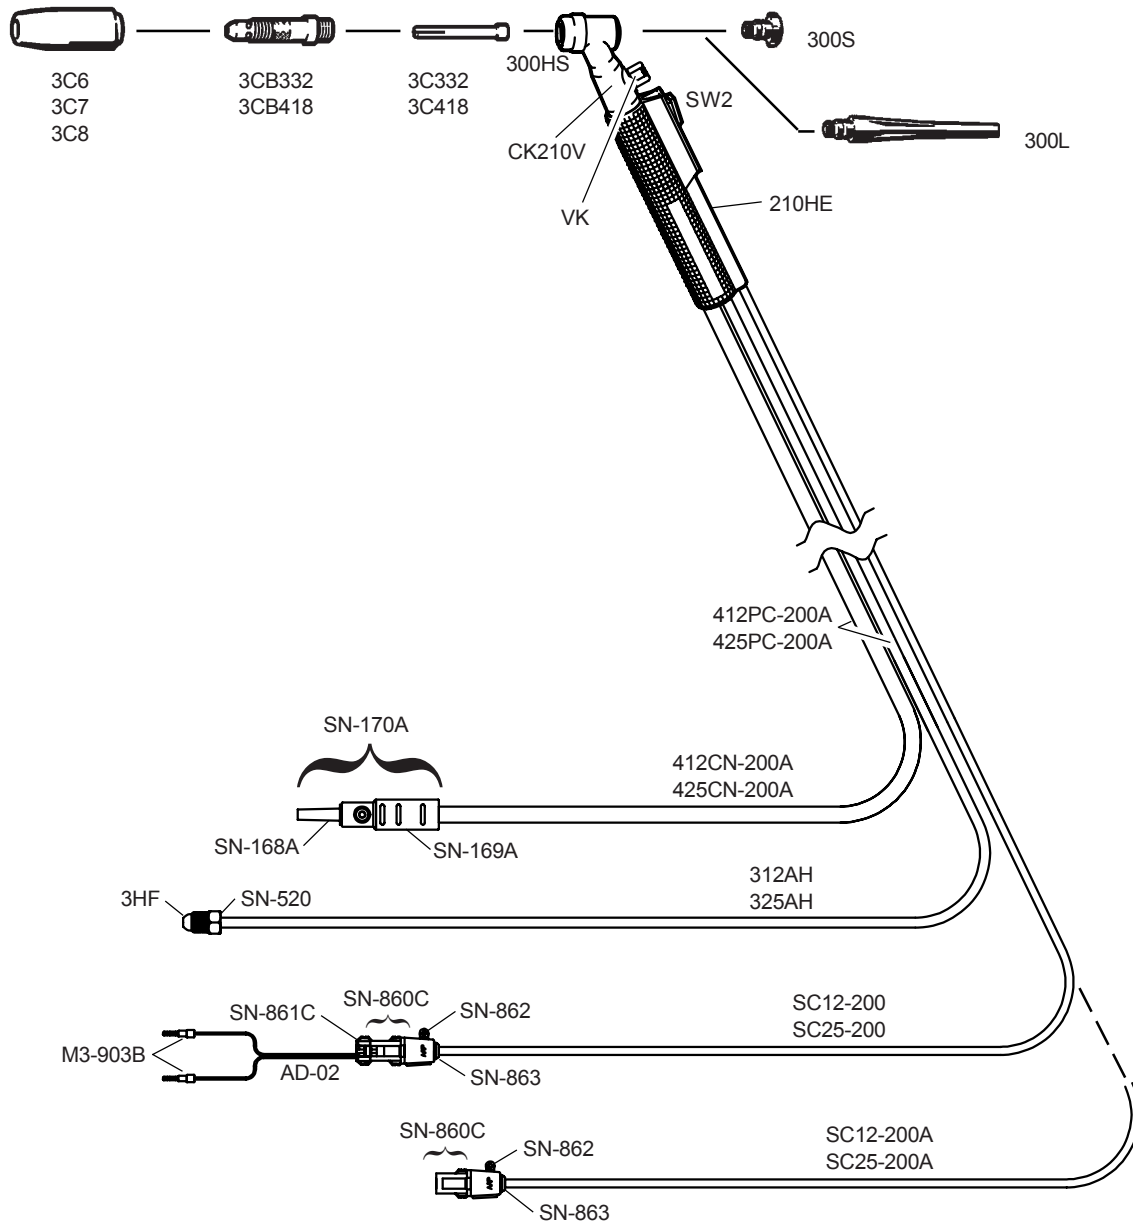 3C6
3C7
3C8
3CB332
3CB418
3C332
3C418
300HS
300S
SW2
300L
CK210V
VK
210HE
412PC-200A
425PC-200A
SN-170A
412CN-200A
425CN-200A
SN-168A
SN-169A
3HF
SN-520
312AH
325AH
SN-861C
SN-860C
SN-862
SC12-200
SC25-200
M3-903B
AD-02
SN-863
SN-860C
SN-862
SC12-200A
SC25-200A
SN-863